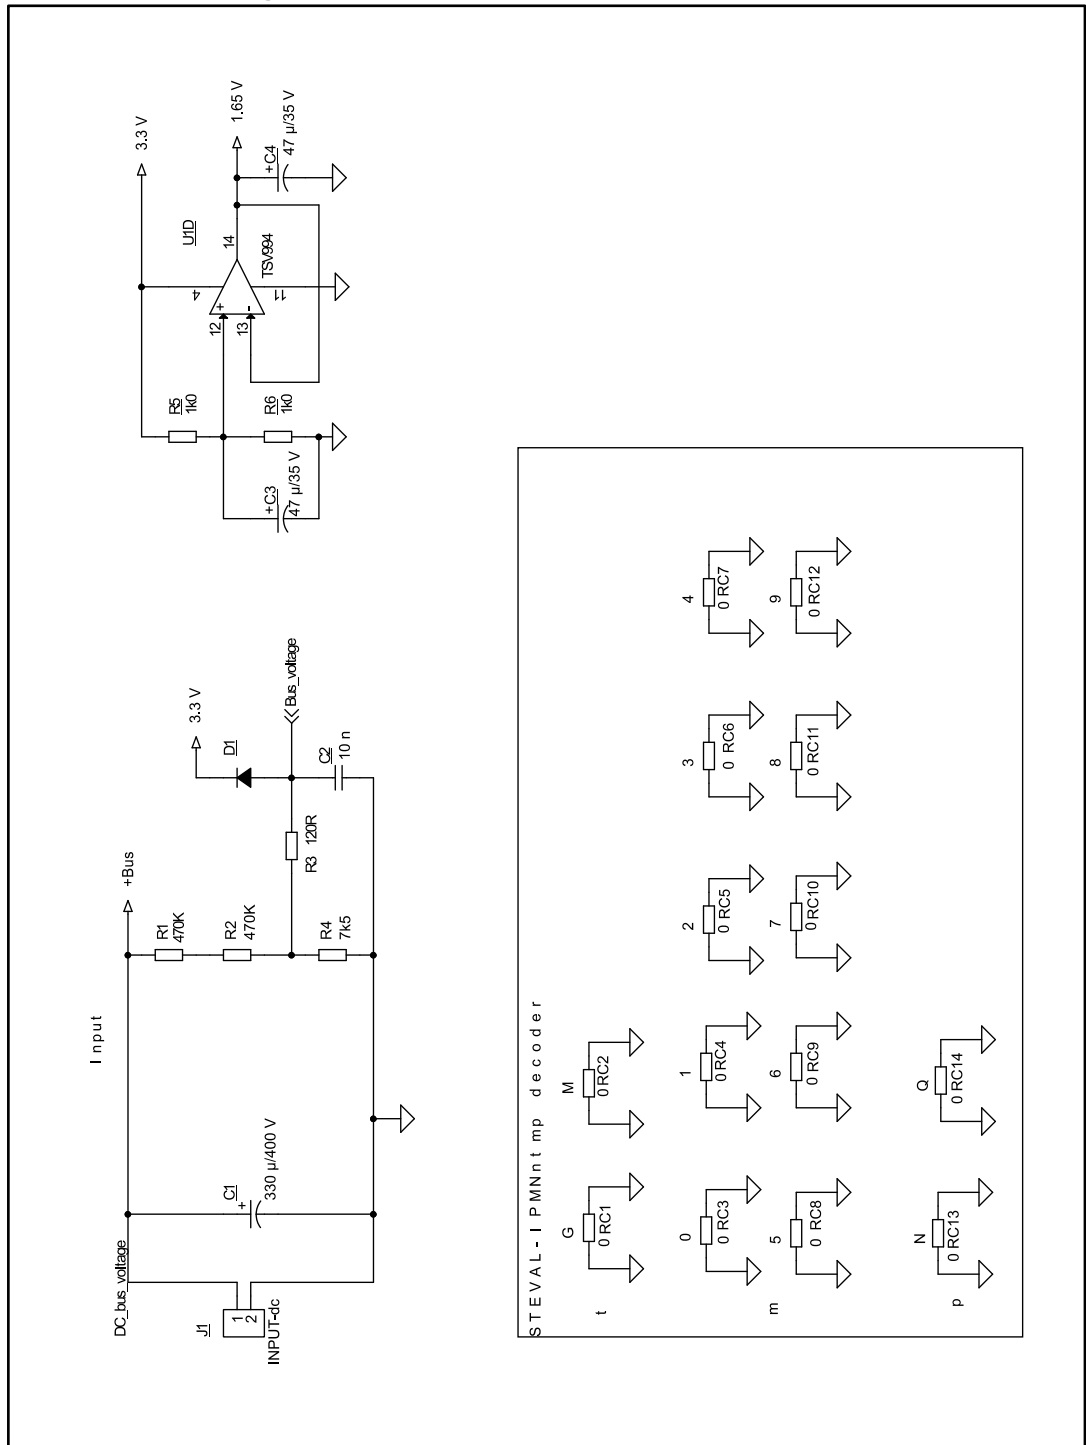 Input
DC_bus_voltage
J1
1
2
INPUT-dc
C1
+
330 µ/400 V
+Bus
R1
470K
R2
470K
R4
7k5
R3 120R
3.3 V
D1
Bus_voltage
C2
10 n
3.3 V
R5
1k0
R6
1k0
+C3
47 µ/35 V
U1D
4
12
+
13
-
14
11
TSV994
1.65 V
+C4
47 µ/35 V
STEVAL-IPMNntmp decoder
t
G
0 RC1
M
0 RC2
m
0
0 RC3
1
0 RC4
2
0 RC5
3
0 RC6
4
0 RC7
5
0 RC8
6
0 RC9
7
0 RC10
8
0 RC11
9
0 RC12
p
N
0 RC13
Q
0 RC14